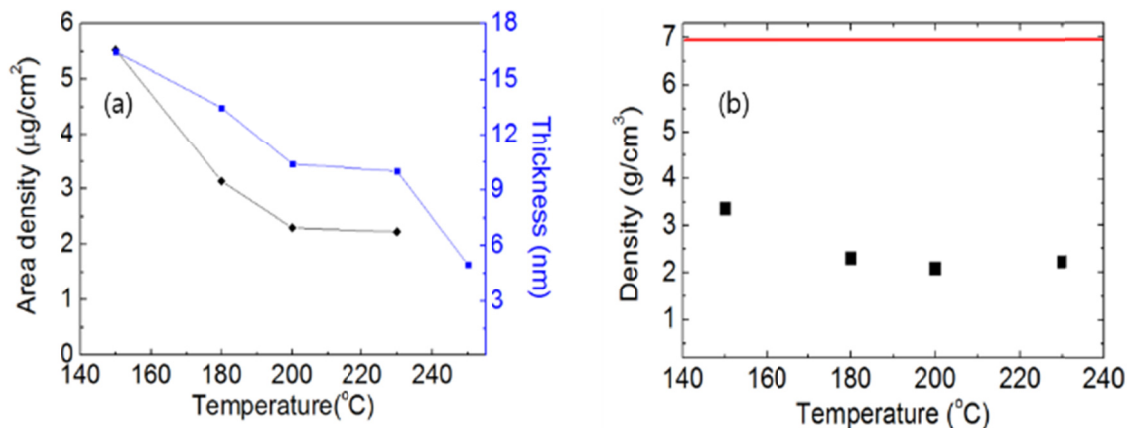 (a)
Area density (μg/cm²)
6
5
4
3
2
1
0
18
15
12
9
6
3
Thickness (nm)
140 160 180 200 220 240
Temperature(°C)
(b)
Density (g/cm³)
7
6
5
4
3
2
1
140 160 180 200 220 240
Temperature (°C)